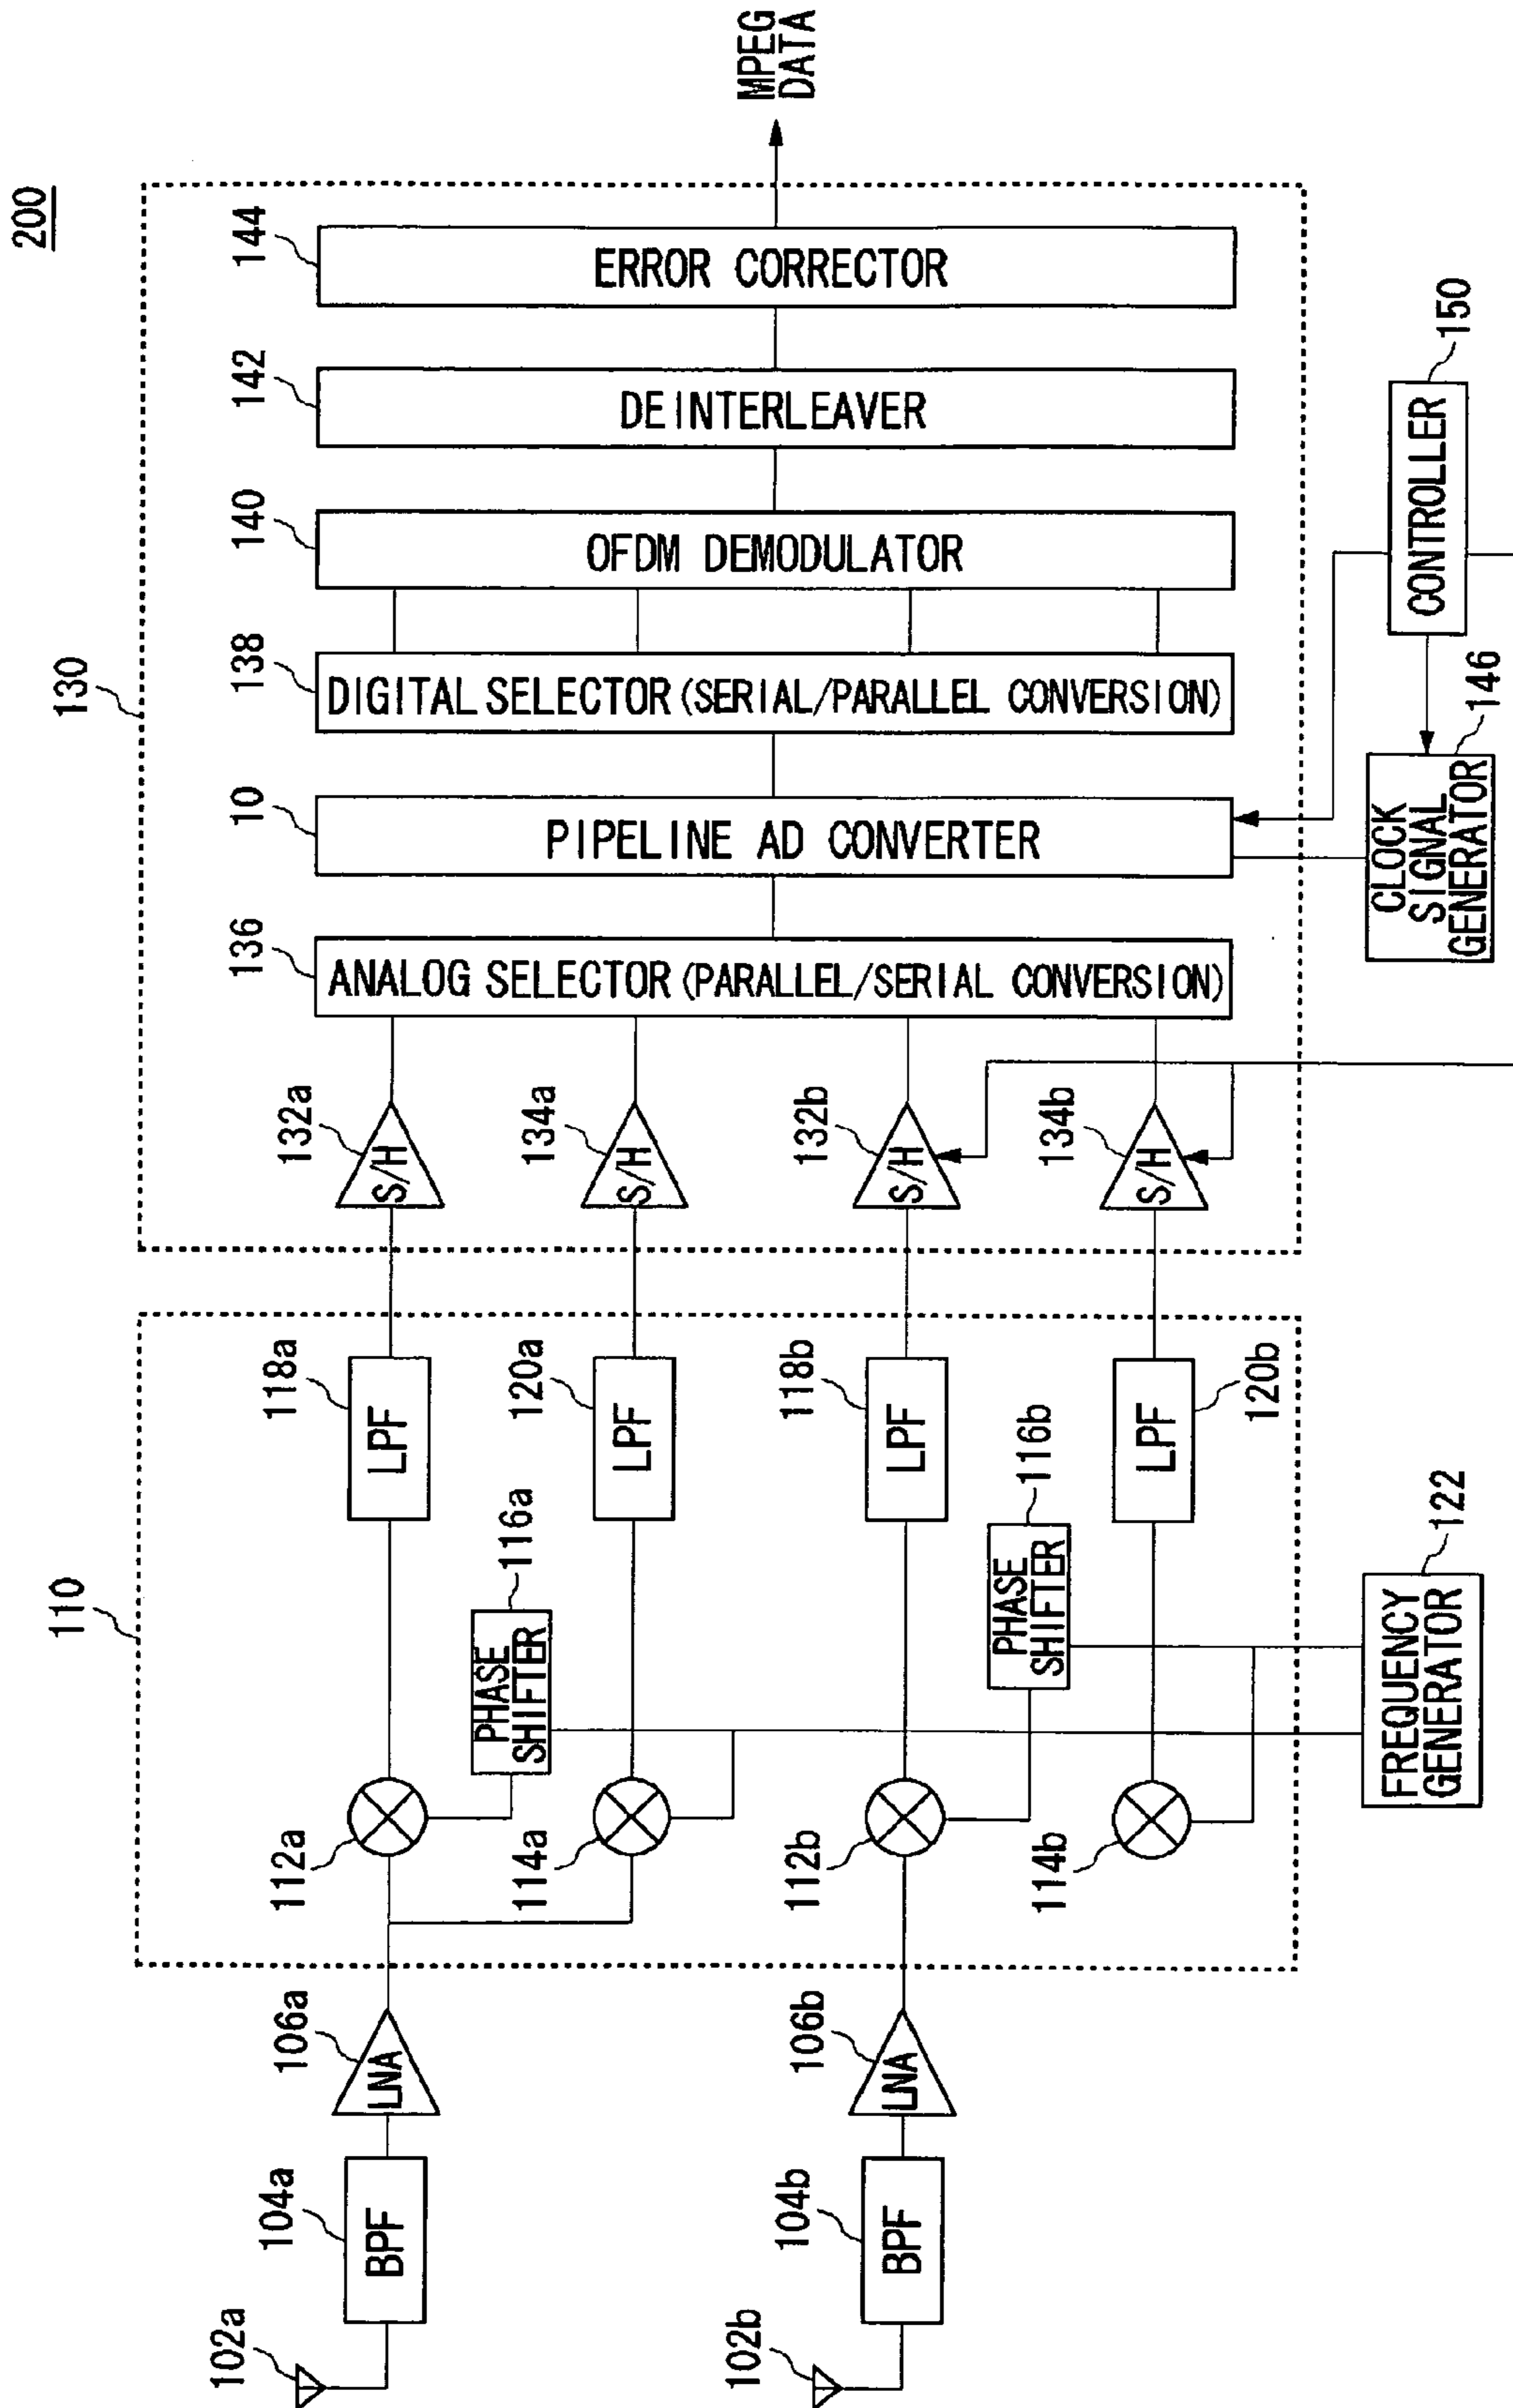 200
110
130
102a
104a
BPF
106a
LNA
112a
118a
LPF
132a
S/H
116a
PHASE
SHIFTER
114a
120a
LPF
134a
S/H
102b
104b
BPF
106b
LNA
112b
118b
LPF
132b
S/H
116b
PHASE
SHIFTER
114b
120b
LPF
134b
S/H
136
ANALOG SELECTOR (PARALLEL/SERIAL CONVERSION)
10
PIPELINE AD CONVERTER
138
DIGITAL SELECTOR (SERIAL/PARALLEL CONVERSION)
140
OFDM DEMODULATOR
142
DEINTERLEAVER
144
ERROR CORRECTOR
MPEG
DATA
122
FREQUENCY
GENERATOR
146
CLOCK
SIGNAL
GENERATOR
150
CONTROLLER